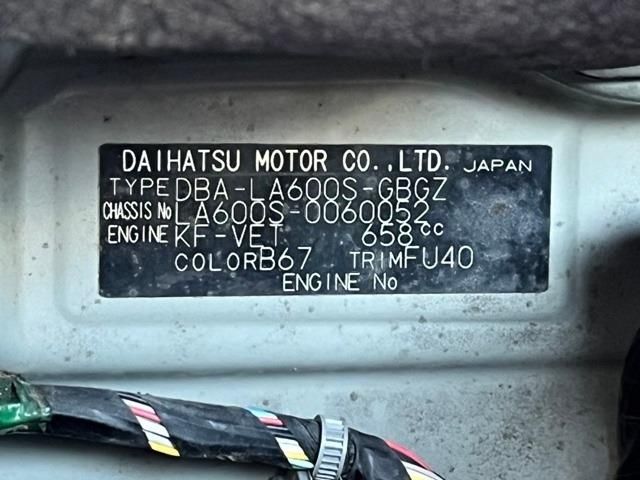 DAIHATSU MOTOR CO.,LTD. JAPAN
TYPE DBA-LA600S-GBGZ
CHASSIS No LA600S-0060052
ENGINE KF-VET 658cc
COLOR B67 TRIM FU40
ENGINE No